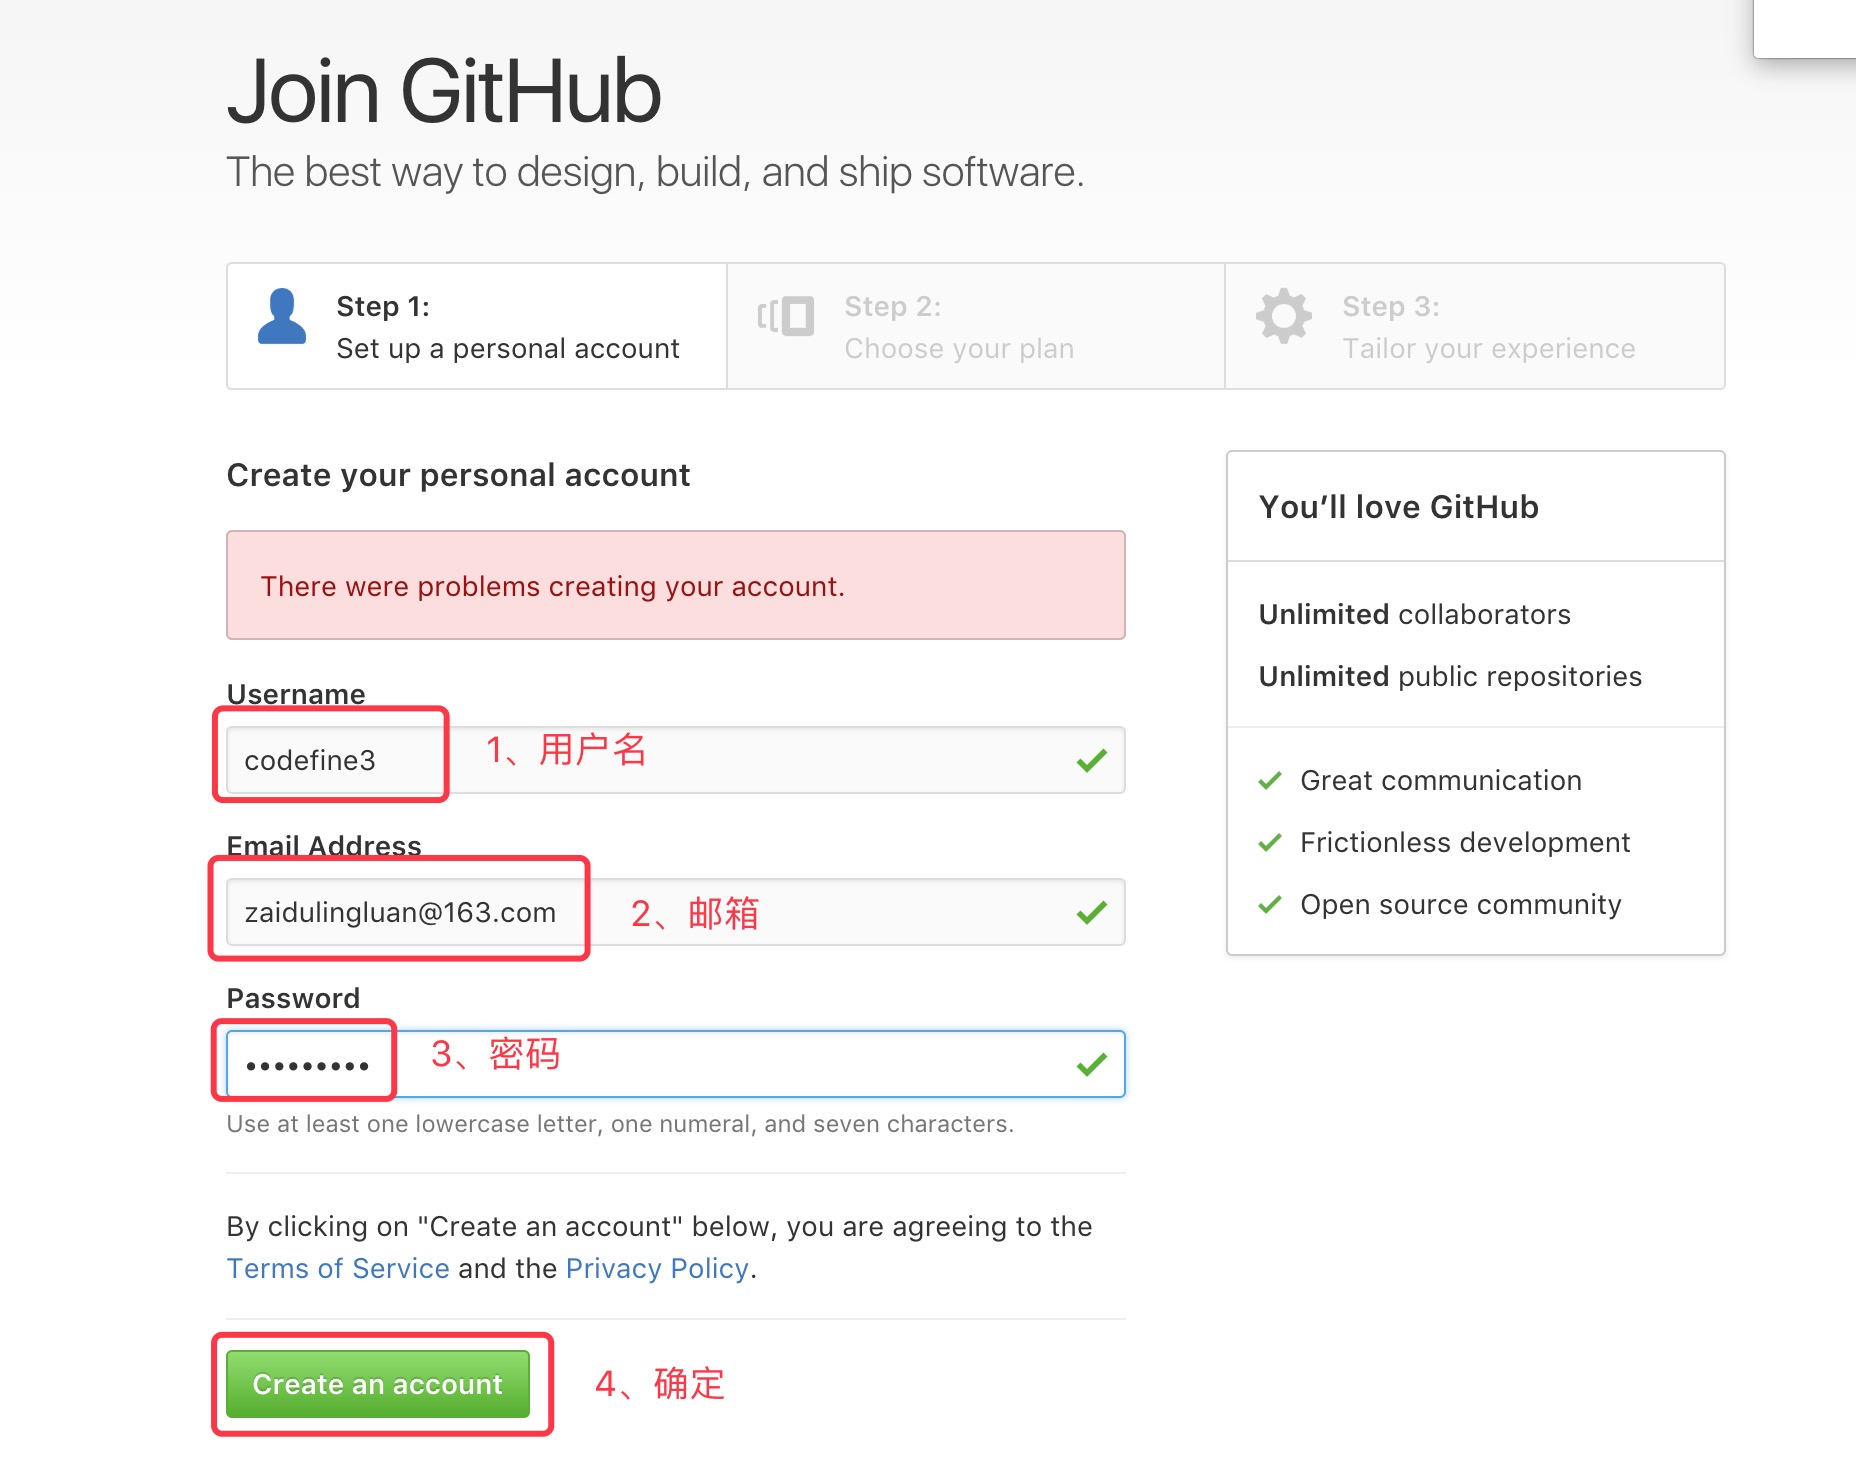 Join GitHub
The best way to design, build, and ship software.
Step 1:
Set up a personal account
Step 2:
Choose your plan
Step 3:
Tailor your experience
Create your personal account
There were problems creating your account.
Username
codefine3
1、用户名
Email Address
zaidulingluan@163.com
2、邮箱
Password
•••••••••
3、密码
Use at least one lowercase letter, one numeral, and seven characters.
By clicking on "Create an account" below, you are agreeing to the
Terms of Service and the Privacy Policy.
Create an account
4、确定
You’ll love GitHub
Unlimited collaborators
Unlimited public repositories
Great communication
Frictionless development
Open source community